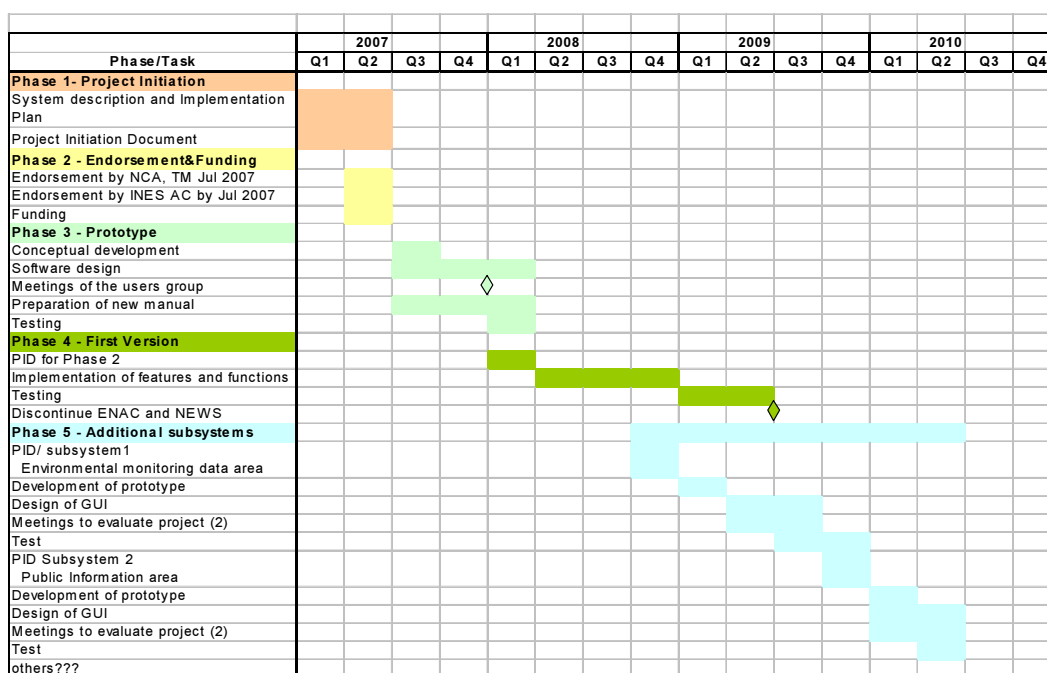 2007 2008 2009 2010
Phase/Task Q1 Q2 Q3 Q4 Q1 Q2 Q3 Q4 Q1 Q2 Q3 Q4 Q1 Q2 Q3 Q4
Phase 1- Project Initiation
System description and Implementation
Plan
Project Initiation Document
Phase 2 - Endorsement&Funding
Endorsement by NCA, TM Jul 2007
Endorsement by INES AC by Jul 2007
Funding
Phase 3 - Prototype
Conceptual development
Software design
Meetings of the users group
Preparation of new manual
Testing
Phase 4 - First Version
PID for Phase 2
Implementation of features and functions
Testing
Discontinue ENAC and NEWS
Phase 5 - Additional subsystems
PID/ subsystem1
Environmental monitoring data area
Development of prototype
Design of GUI
Meetings to evaluate project (2)
Test
PID Subsystem 2
Public Information area
Development of prototype
Design of GUI
Meetings to evaluate project (2)
Test
others???